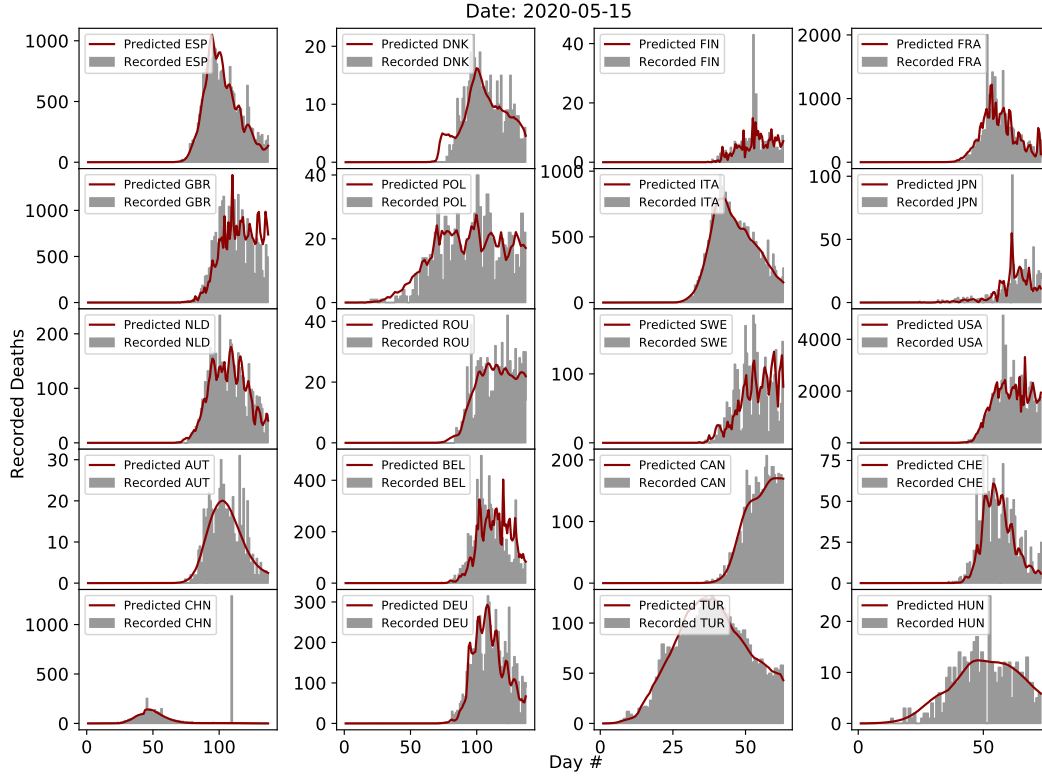 Date: 2020-05-15
Recorded Deaths
1000
500
0
Predicted ESP
Recorded ESP
20
10
0
Predicted DNK
Recorded DNK
40
20
0
Predicted FIN
Recorded FIN
2000
1000
0
Predicted FRA
Recorded FRA
1000
500
0
Predicted GBR
Recorded GBR
40
20
0
Predicted POL
Recorded POL
1000
500
0
Predicted ITA
Recorded ITA
100
50
0
Predicted JPN
Recorded JPN
200
100
0
Predicted NLD
Recorded NLD
40
20
0
Predicted ROU
Recorded ROU
100
0
Predicted SWE
Recorded SWE
4000
2000
0
Predicted USA
Recorded USA
30
20
10
0
Predicted AUT
Recorded AUT
400
200
0
Predicted BEL
Recorded BEL
200
100
0
Predicted CAN
Recorded CAN
75
50
25
0
Predicted CHE
Recorded CHE
1000
500
0
Predicted CHN
Recorded CHN
300
200
100
0
Predicted DEU
Recorded DEU
100
50
0
Predicted TUR
Recorded TUR
20
10
0
Predicted HUN
Recorded HUN
0 50 100
0 50 100
0 25 50
0 50
Day #